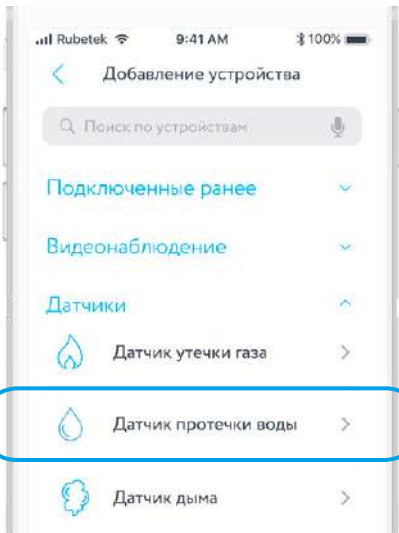 Rubetek 9:41 AM 100%
Добавление устройства
Поиск по устройствам
Подключенные ранее
Видеонаблюдение
Датчики
Датчик утечки газа
Датчик протечки воды
Датчик дыма